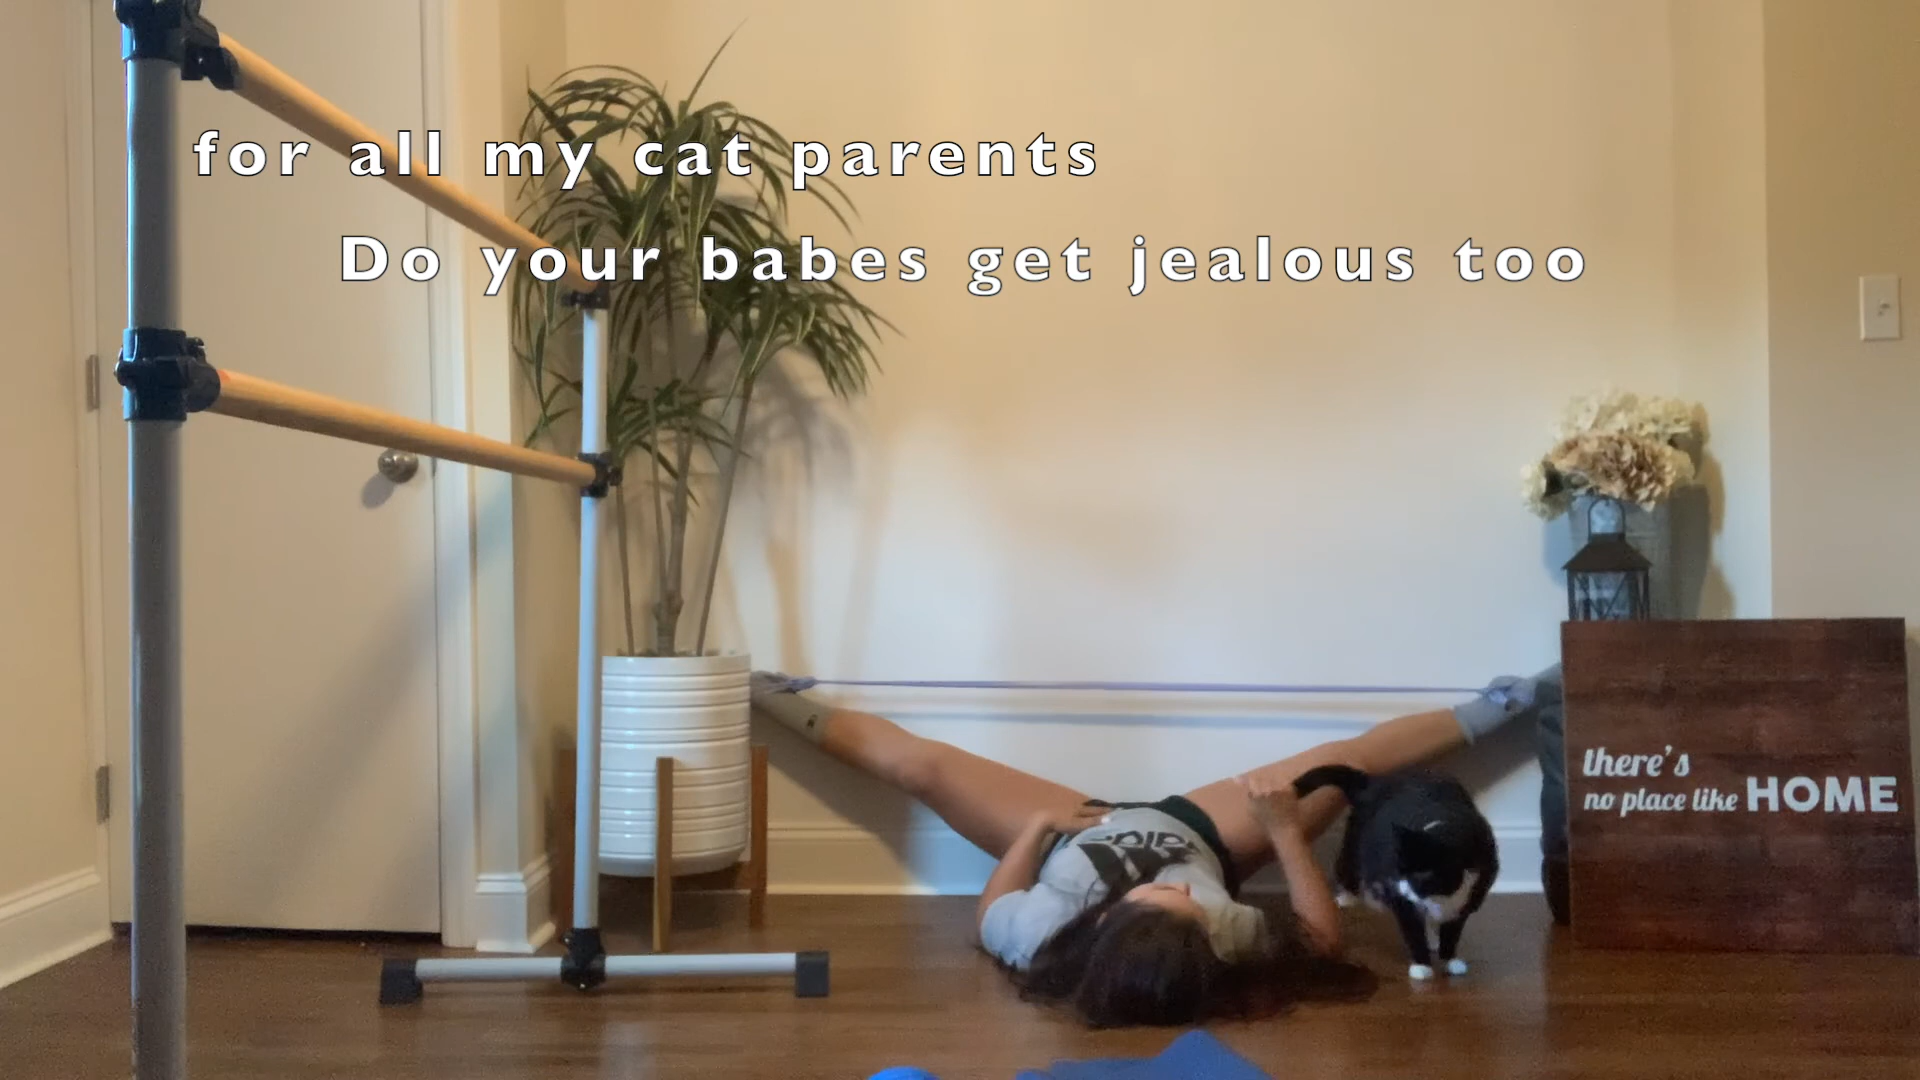 for all my cat parents
Do your babes get jealous too
there's
no place like HOME